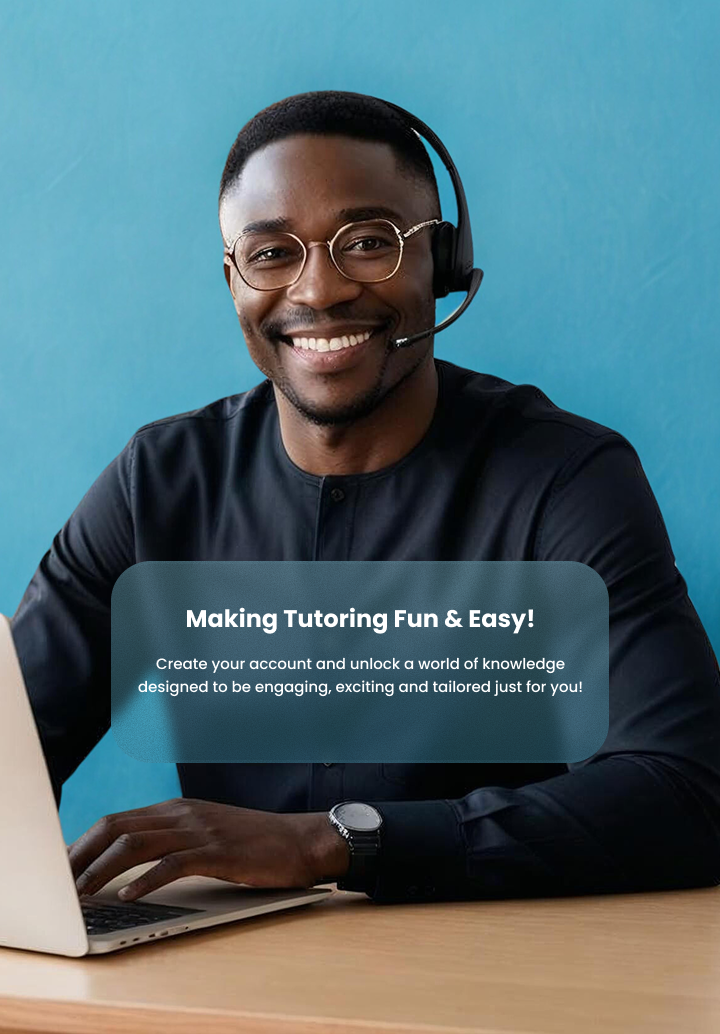 Making Tutoring Fun & Easy!
Create your account and unlock a world of knowledge
designed to be engaging, exciting and tailored just for you!